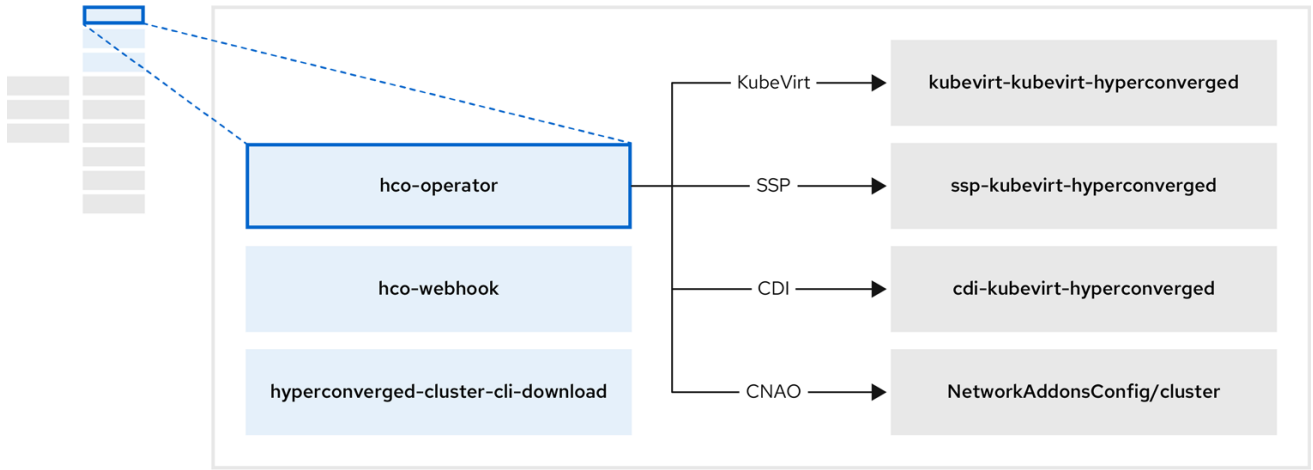 hco-operator
hco-webhook
hyperconverged-cluster-cli-download
KubeVirt
SSP
CDI
CNAO
kubevirt-kubevirt-hyperconverged
ssp-kubevirt-hyperconverged
cdi-kubevirt-hyperconverged
NetworkAddonsConfig/cluster